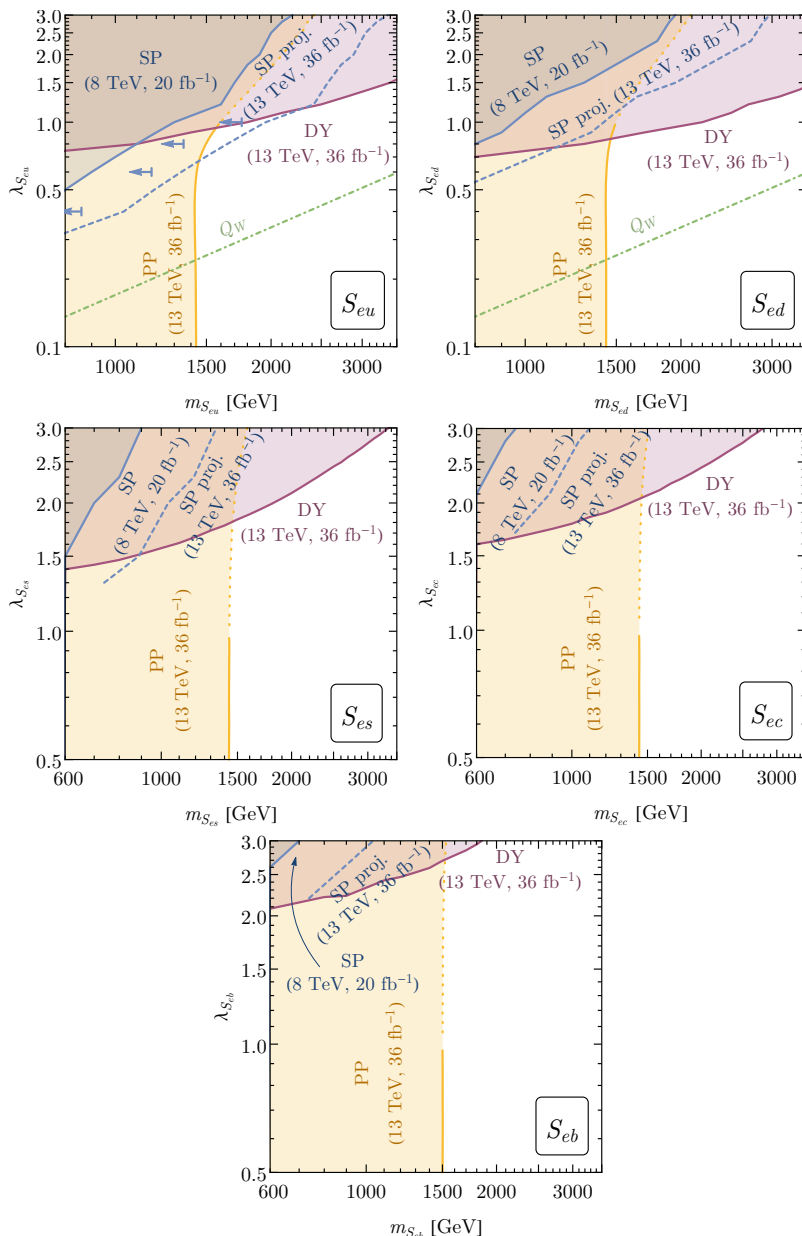 3.0
2.5
2.0
1.5
1.0
0.5
0.1
λ_{S_{eu}}
SP
(8 TeV, 20 fb⁻¹)
SP proj.
(13 TeV, 36 fb⁻¹)
DY
(13 TeV, 36 fb⁻¹)
Q_W
PP
(13 TeV, 36 fb⁻¹)
S_{eu}
1000
1500
2000
3000
m_{S_{eu}} [GeV]
3.0
2.5
2.0
1.5
1.0
0.5
0.1
λ_{S_{ed}}
SP
(8 TeV, 20 fb⁻¹)
SP proj. (13 TeV, 36 fb⁻¹)
DY
(13 TeV, 36 fb⁻¹)
Q_W
PP
(13 TeV, 36 fb⁻¹)
S_{ed}
1000
1500
2000
3000
m_{S_{ed}} [GeV]
3.0
2.5
2.0
1.5
1.0
0.5
λ_{S_{es}}
SP
(8 TeV, 20 fb⁻¹)
SP proj.
(13 TeV, 36 fb⁻¹)
DY
(13 TeV, 36 fb⁻¹)
PP
(13 TeV, 36 fb⁻¹)
S_{es}
600
1000
1500
2000
3000
m_{S_{es}} [GeV]
3.0
2.5
2.0
1.5
1.0
0.5
λ_{S_{ec}}
SP
(8 TeV, 20 fb⁻¹)
SP proj.
(13 TeV, 36 fb⁻¹)
DY
(13 TeV, 36 fb⁻¹)
PP
(13 TeV, 36 fb⁻¹)
S_{ec}
600
1000
1500
2000
3000
m_{S_{ec}} [GeV]
3.0
2.5
2.0
1.5
1.0
0.5
λ_{S_{eb}}
SP proj.
(13 TeV, 36 fb⁻¹)
DY
(13 TeV, 36 fb⁻¹)
SP
(8 TeV, 20 fb⁻¹)
PP
(13 TeV, 36 fb⁻¹)
S_{eb}
600
1000
1500
2000
3000
m_{S_{eb}} [GeV]